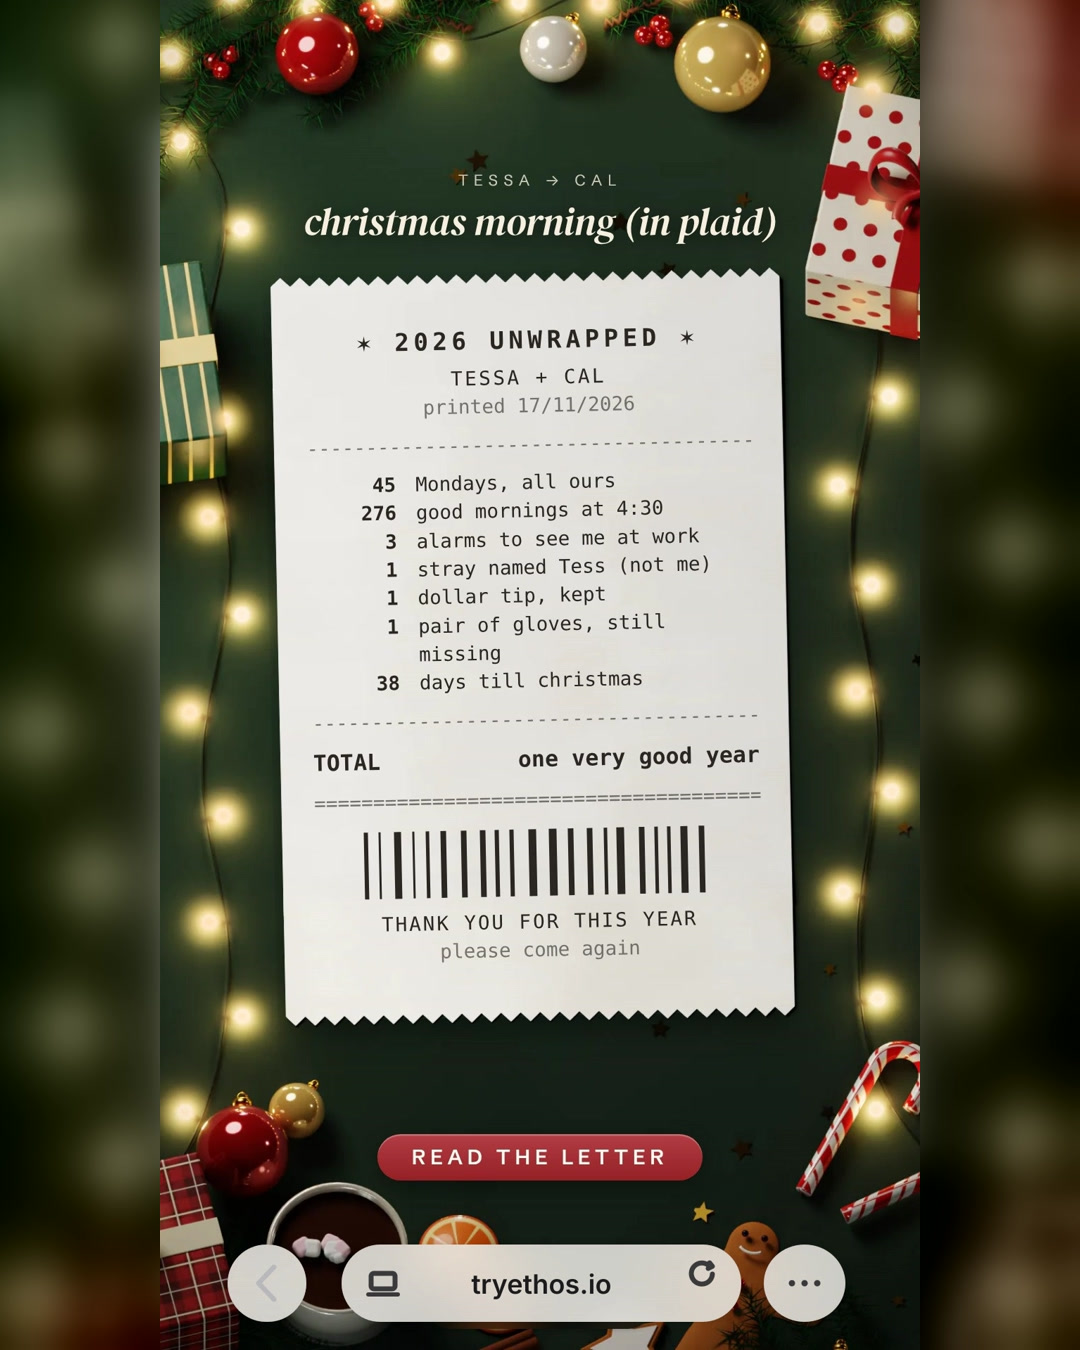 TESSA → CAL
christmas morning (in plaid)
✶ 2026 UNWRAPPED ✶
TESSA + CAL
printed 17/11/2026
45 Mondays, all ours
276 good mornings at 4:30
3 alarms to see me at work
1 stray named Tess (not me)
1 dollar tip, kept
1 pair of gloves, still
missing
38 days till christmas
TOTAL one very good year
THANK YOU FOR THIS YEAR
please come again
READ THE LETTER
tryethos.io